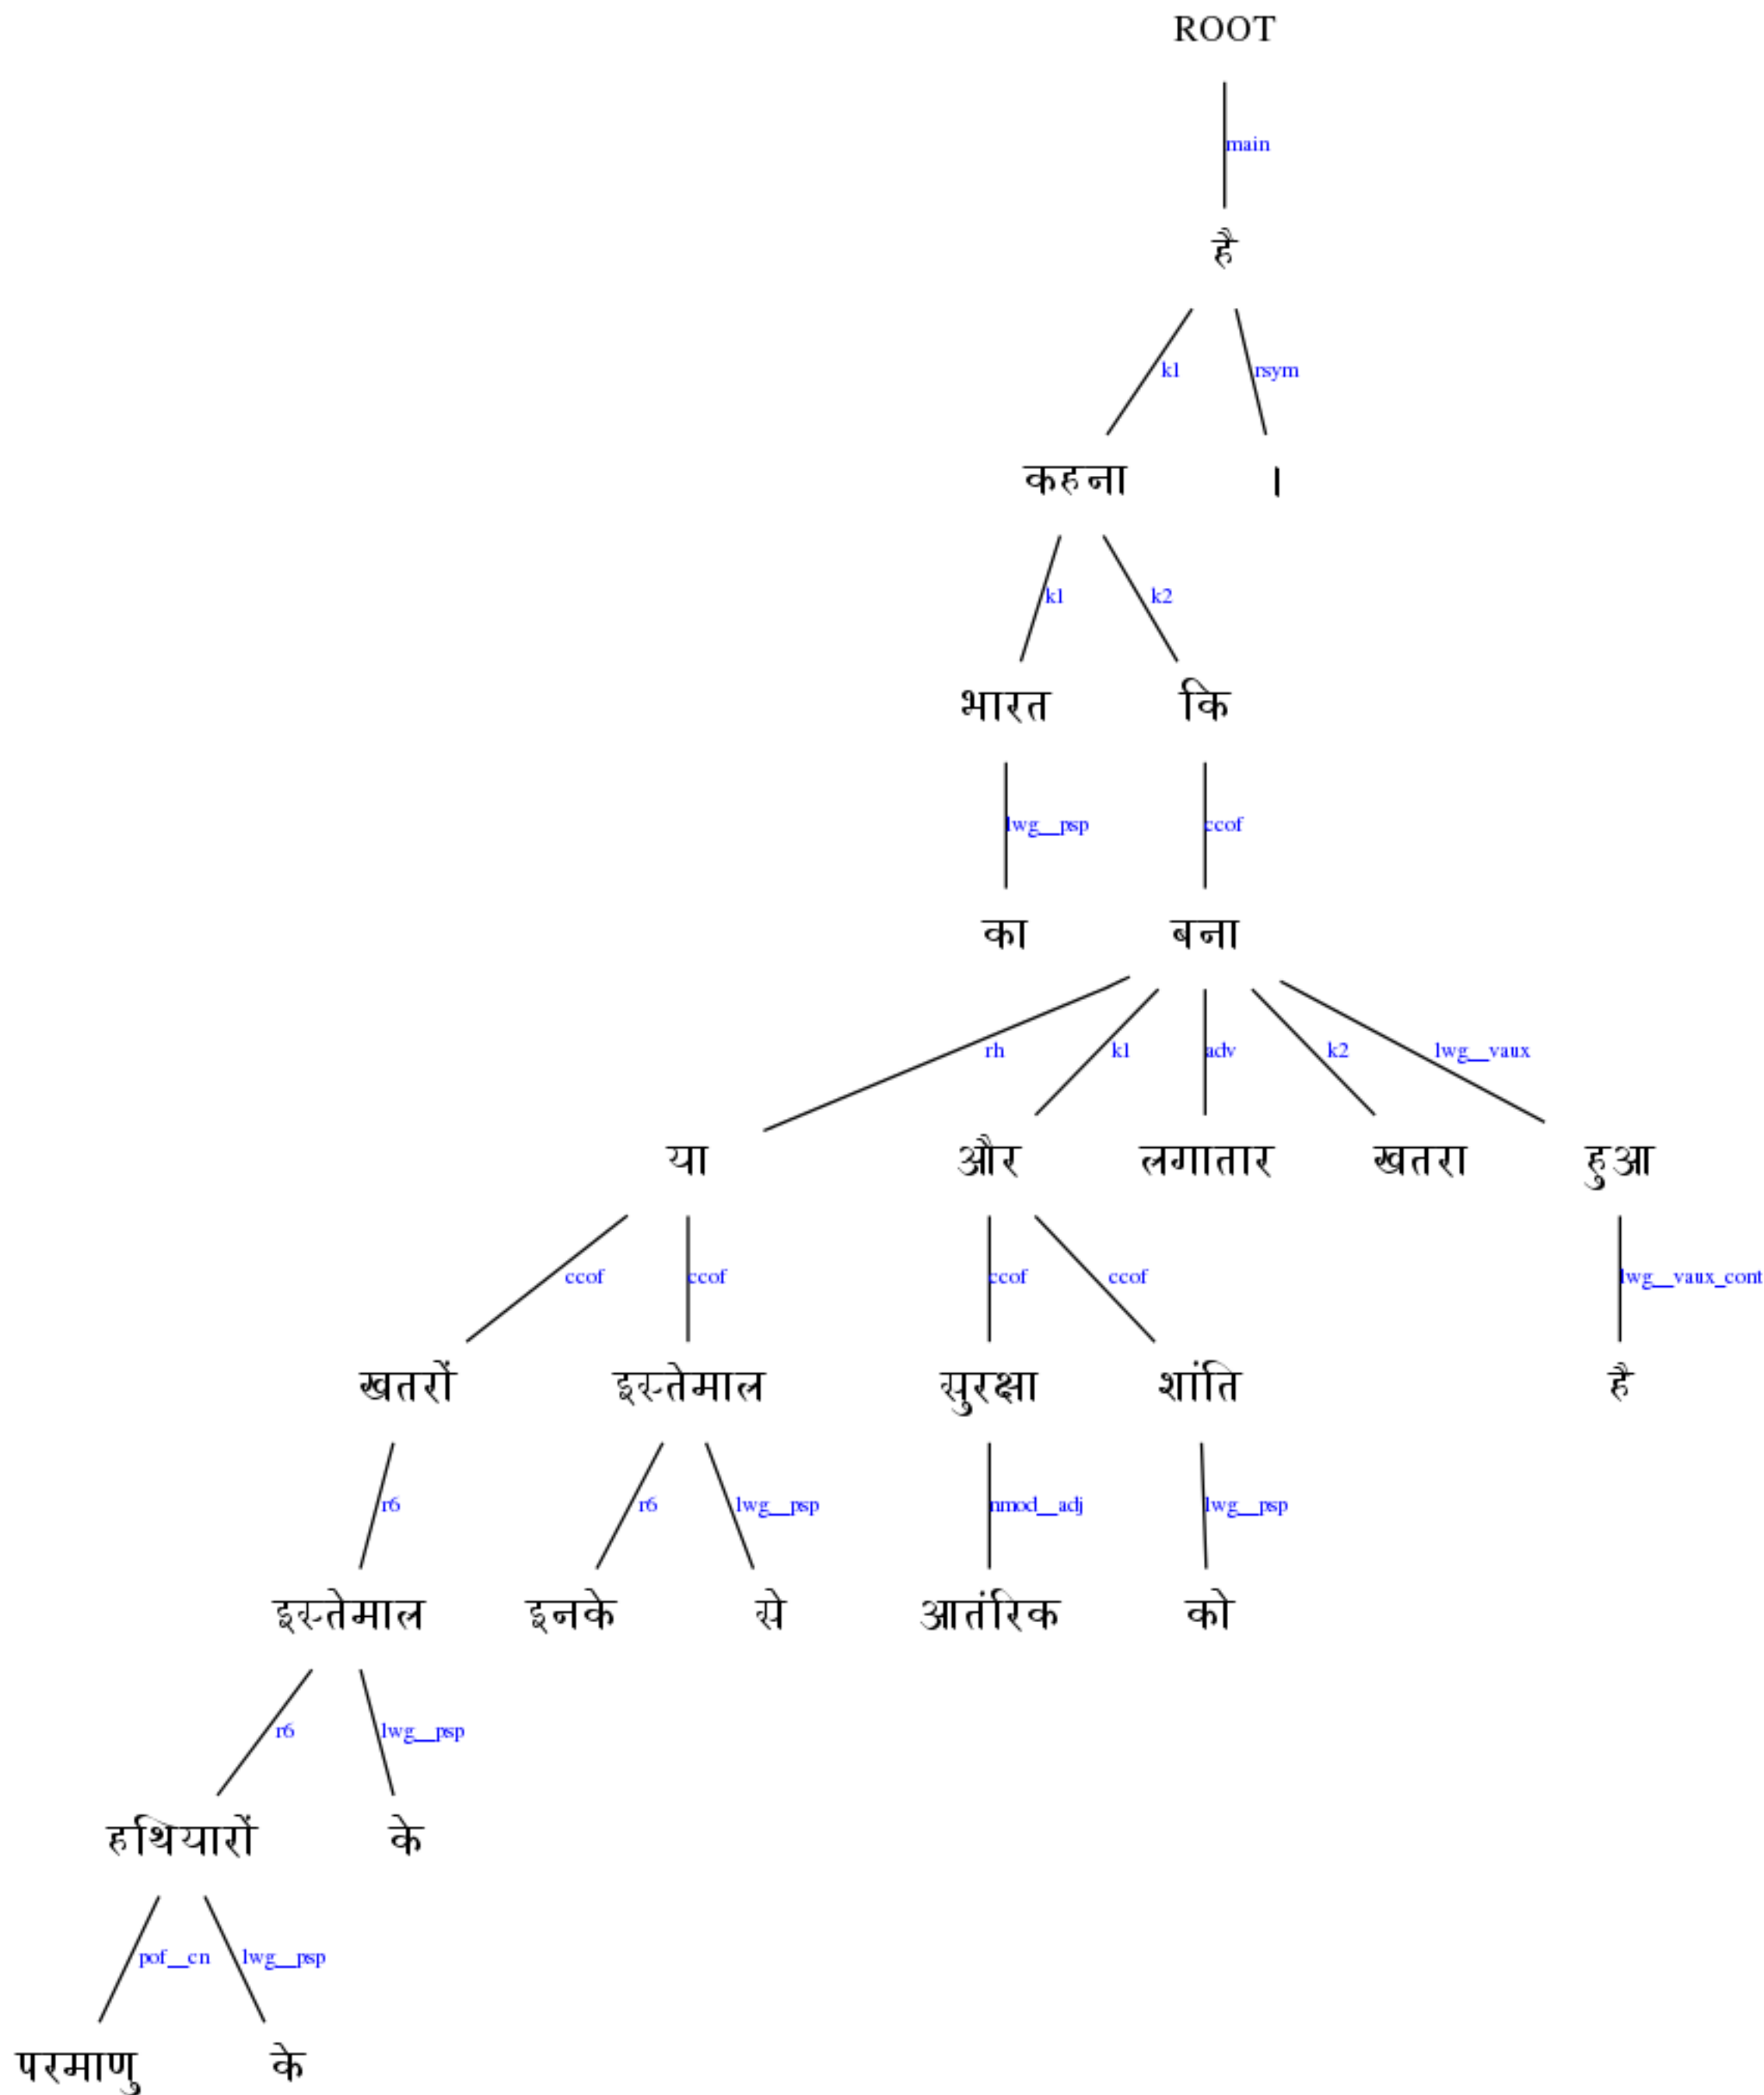 ROOT
main
है
k1 rsym
कहना ।
k1 k2
भारत कि
lwg__psp ccof
का बना
rh k1 adv k2 lwg__vaux
या और लगातार खतरा हुआ
ccof ccof ccof ccof lwg__vaux_cont
खतरों इस्तेमाल सुरक्षा शांति है
r6 r6 lwg__psp nmod__adj lwg__psp
इस्तेमाल इनके से आतंरिक को
r6 lwg__psp
हथियारों के
pof__cn lwg__psp
परमाणु के